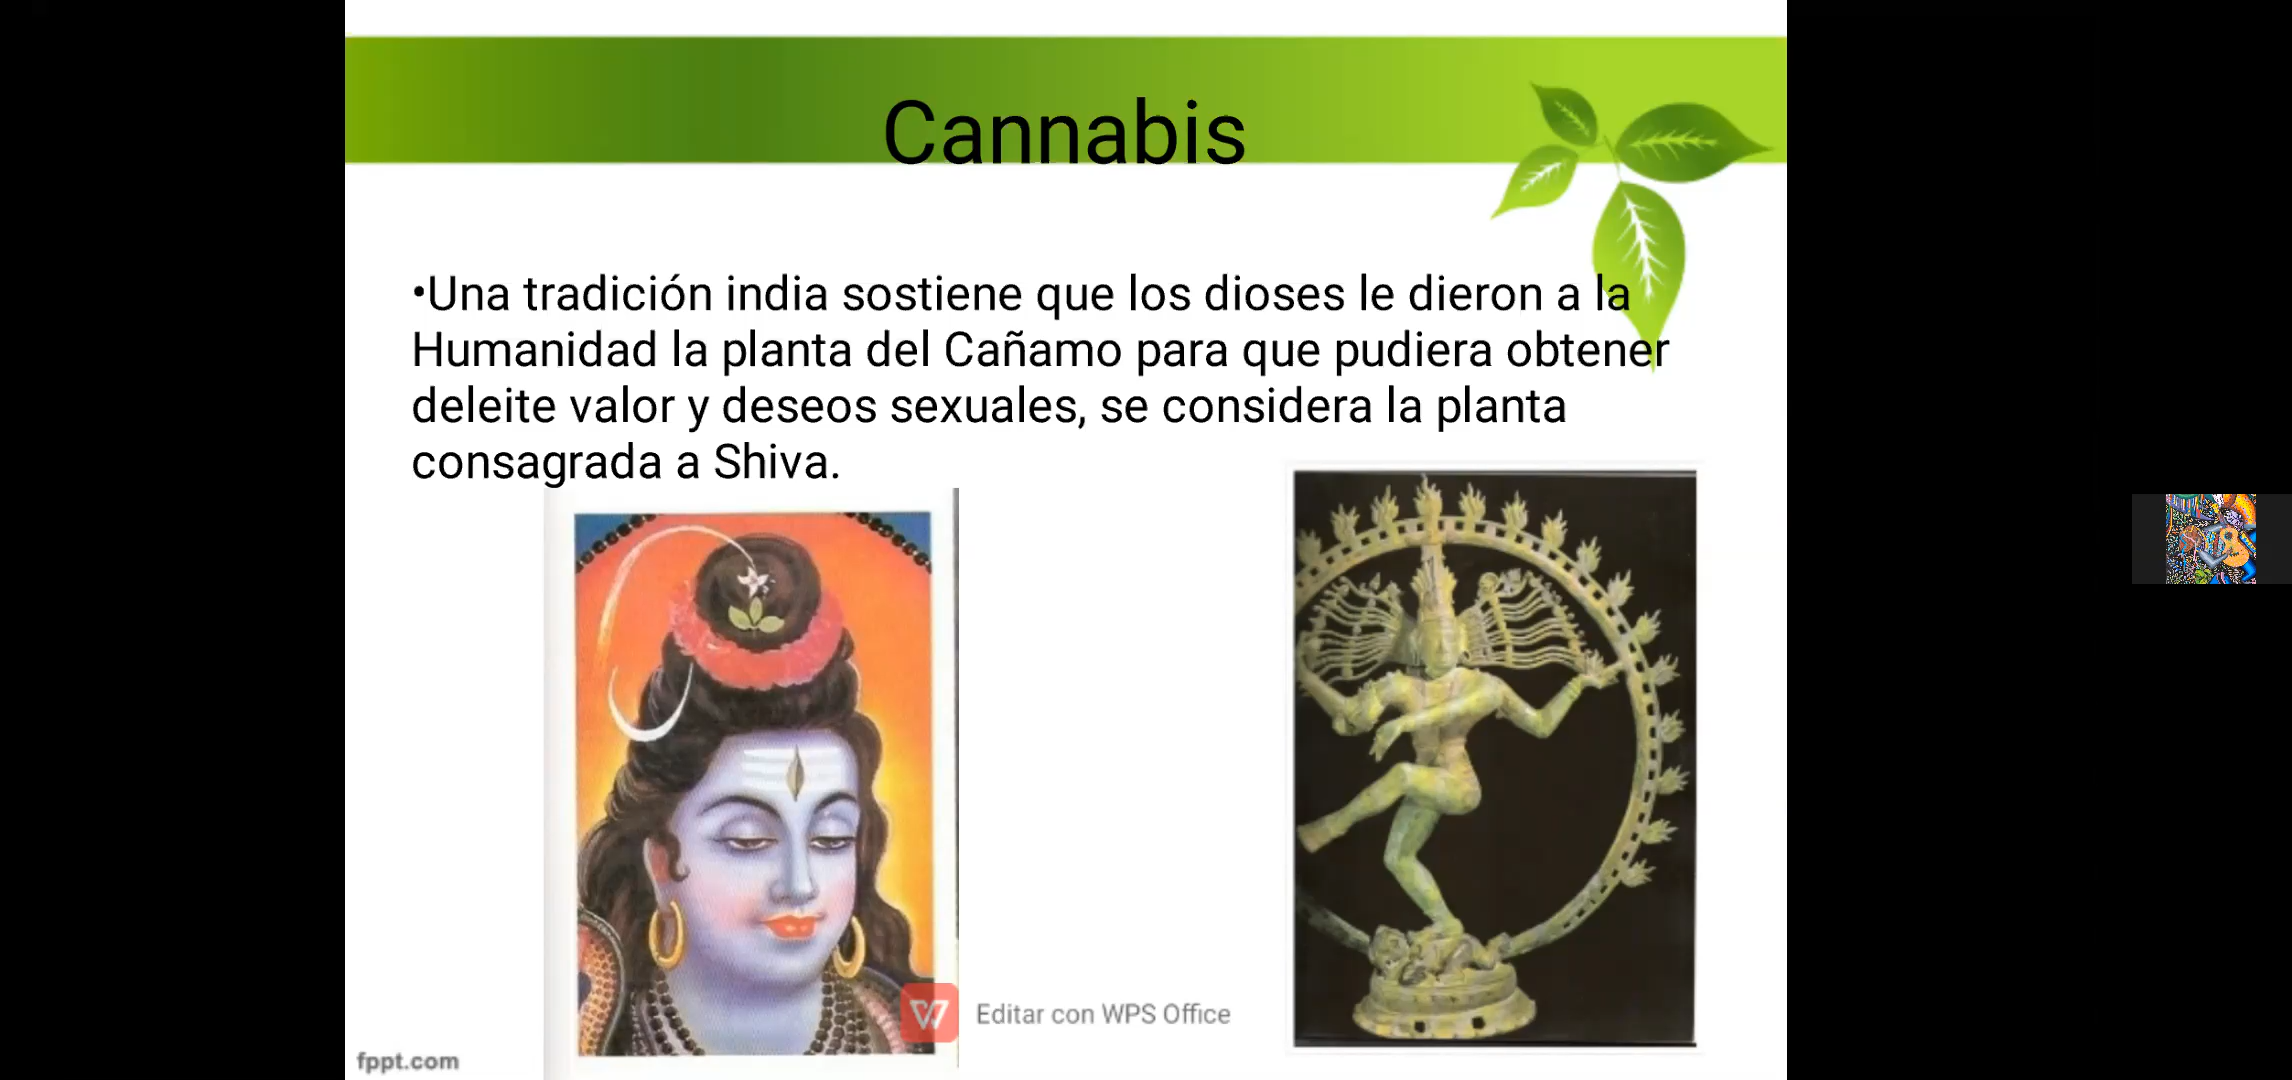 Cannabis
•Una tradición india sostiene que los dioses le dieron a la
Humanidad la planta del Cañamo para que pudiera obtener
deleite valor y deseos sexuales, se considera la planta
consagrada a Shiva.
Editar con WPS Office
fppt.com